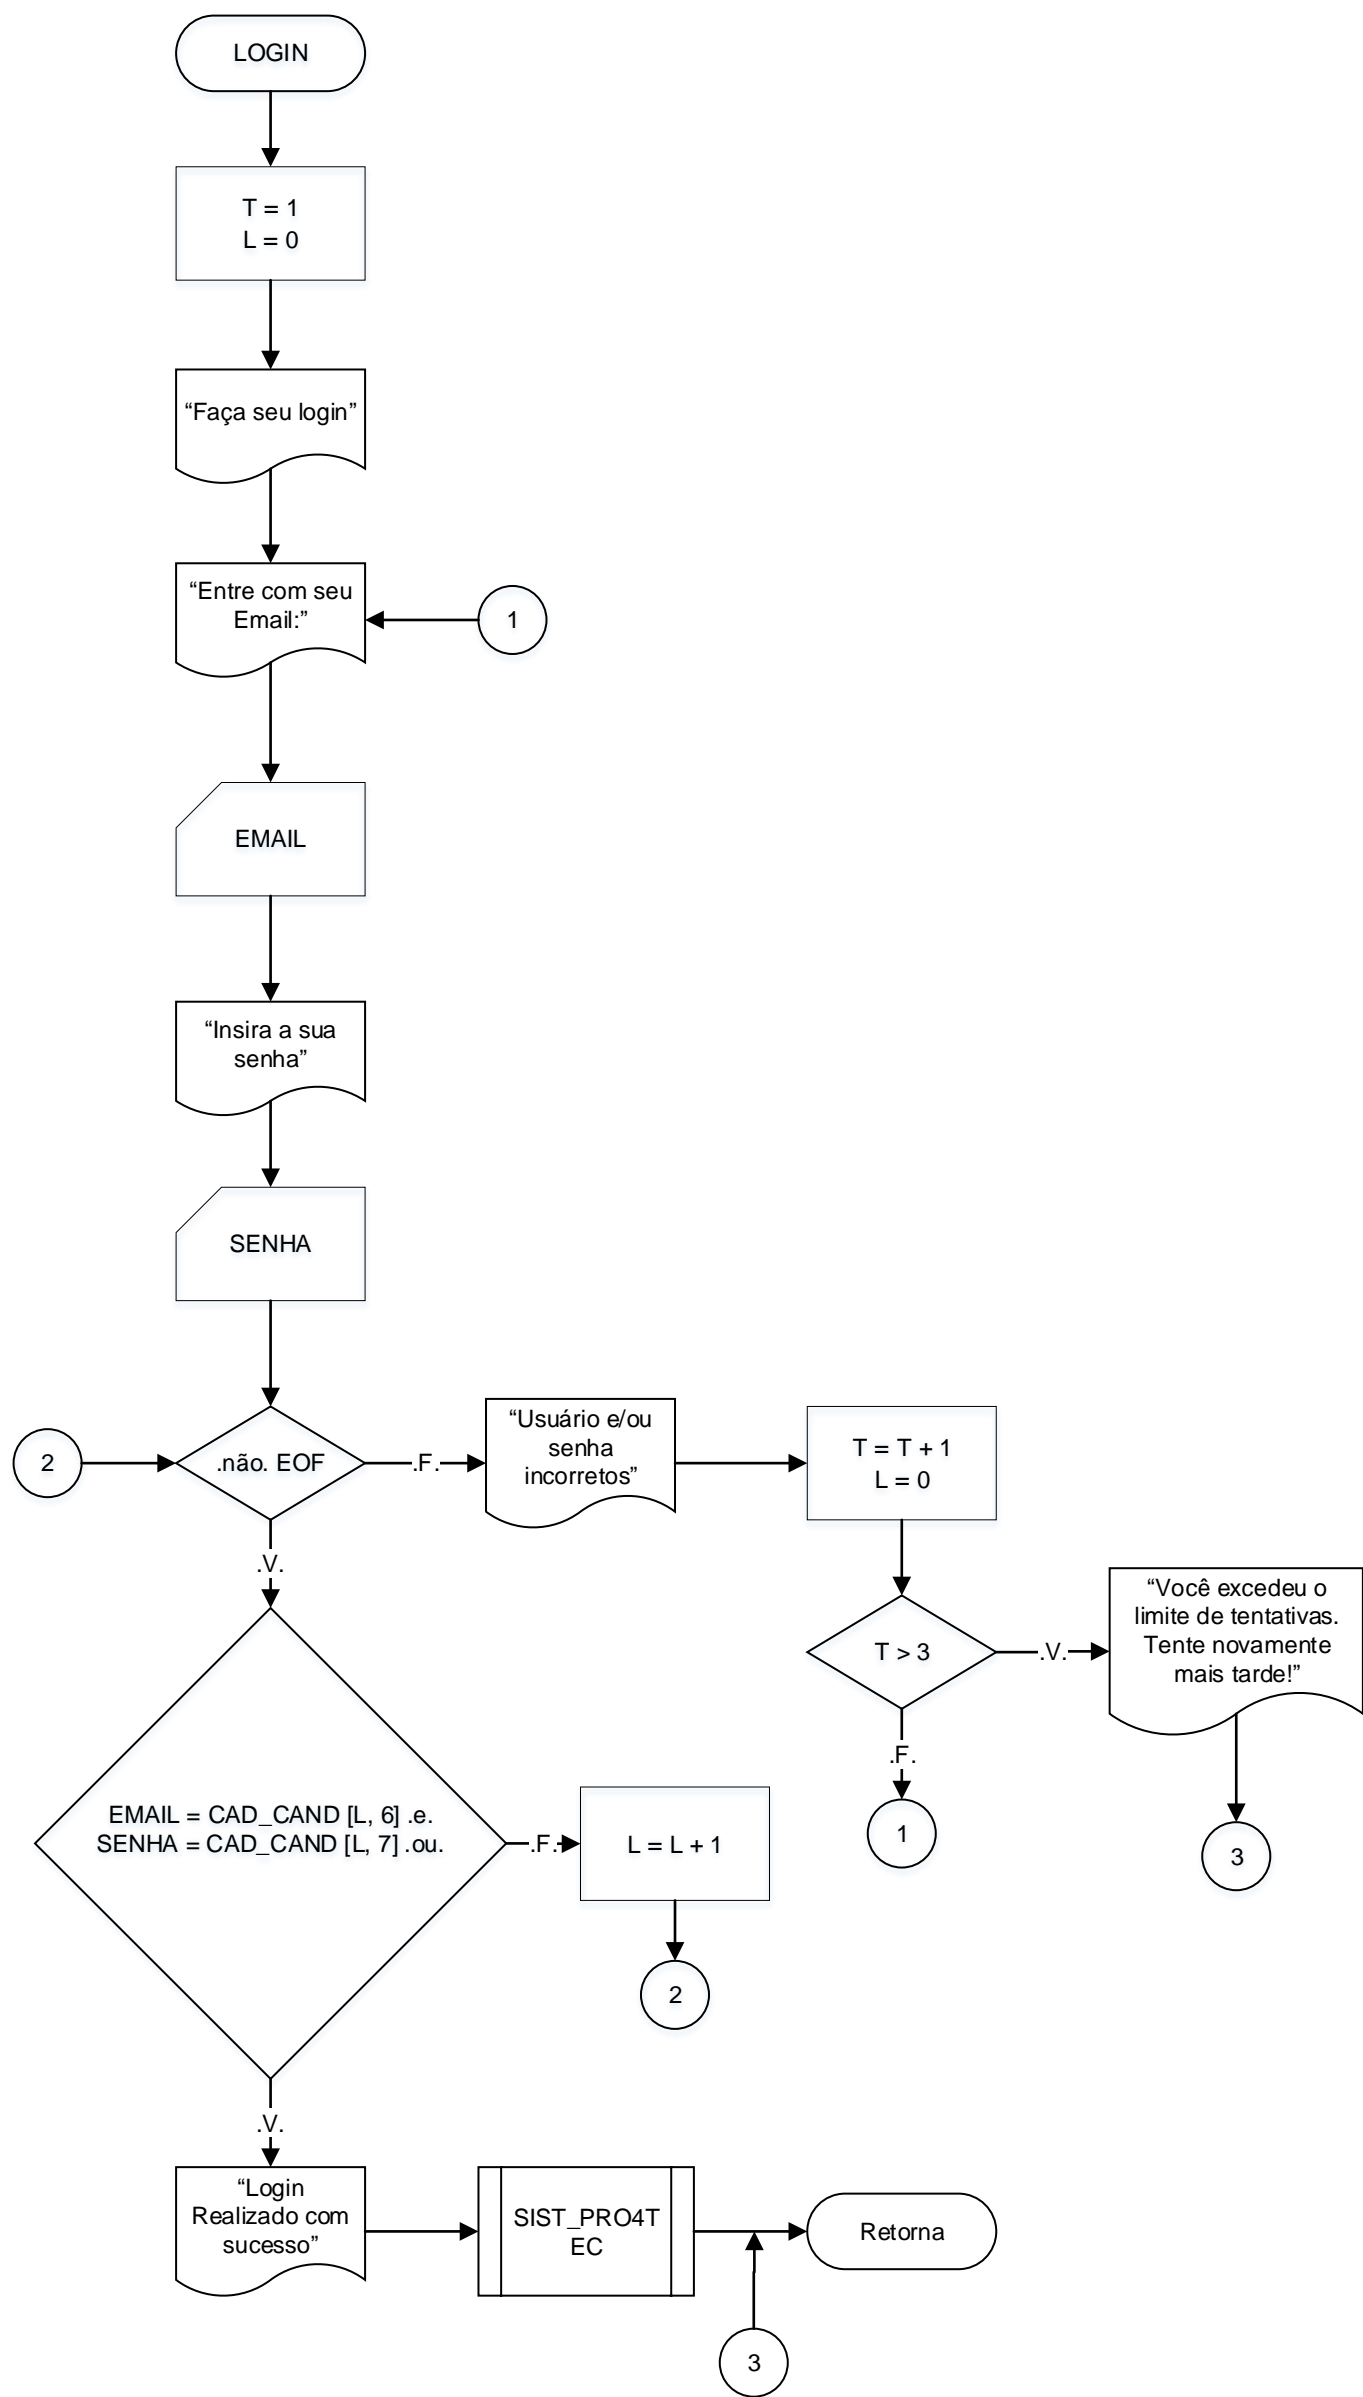 LOGIN
T = 1
L = 0
“Faça seu login”
“Entre com seu
Email:”
1
EMAIL
“Insira a sua
senha”
SENHA
2
.não. EOF
.F.
“Usuário e/ou
senha
incorretos”
T = T + 1
L = 0
.V.
T > 3
.V.
“Você excedeu o
limite de tentativas.
Tente novamente
mais tarde!”
.F.
1
3
EMAIL = CAD_CAND [L, 6] .e.
SENHA = CAD_CAND [L, 7] .ou.
.F.
L = L + 1
2
.V.
“Login
Realizado com
sucesso”
SIST_PRO4T
EC
Retorna
3